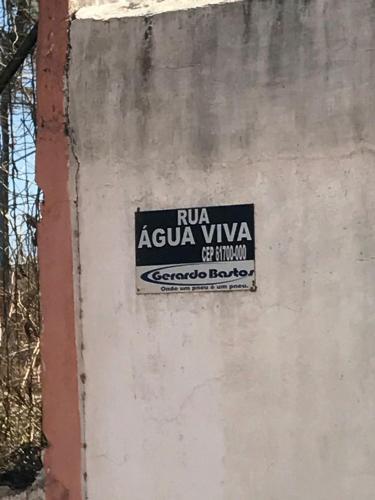 RUA
ÁGUA VIVA
CEP 61700-000
Gerardo Bastos
Onde um pneu é um pneu.